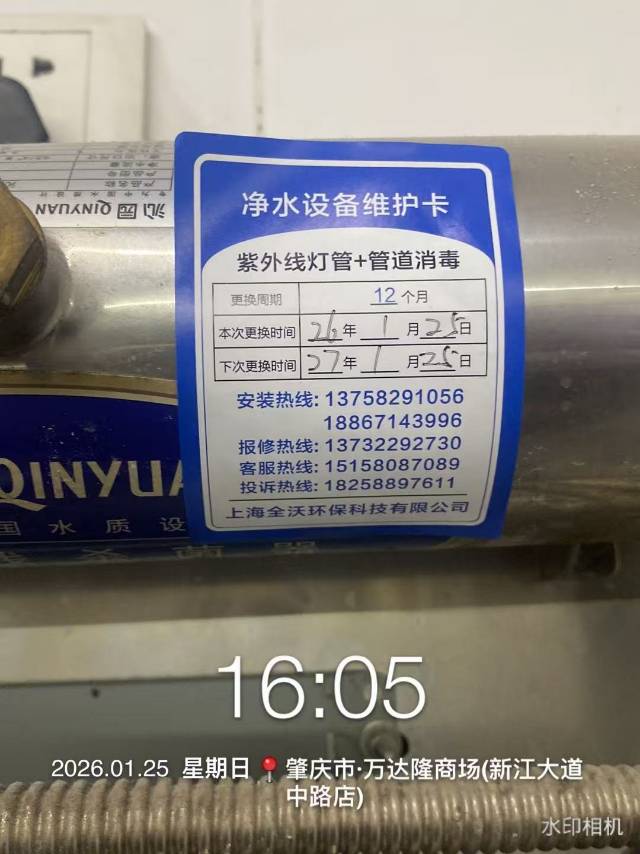 沁园 QINYUAN
净水设备维护卡
紫外线灯管+管道消毒
更换周期 12 个月
本次更换时间 26 年 1 月 25 日
下次更换时间 27 年 1 月 25 日
安装热线: 13758291056
18867143996
报修热线: 13732292730
客服热线: 15158087089
投诉热线: 18258897611
上海全沃环保科技有限公司
QINYUA
国水质设
16:05
2026.01.25 星期日 肇庆市·万达隆商场(新江大道
中路店)
水印相机